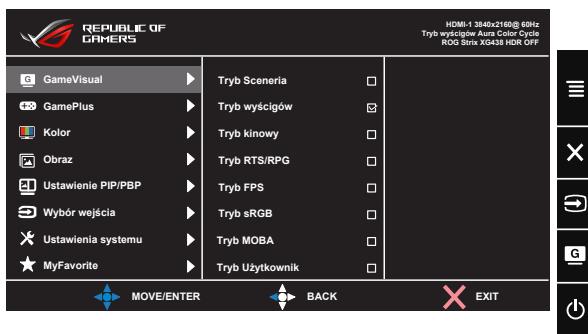 REPUBLIC OF
GAMERS
HDMI-1 3840x2160@ 60Hz
Tryb wyścigów Aura Color Cycle
ROG Strix XG438 HDR OFF
G GameVisual
GamePlus
Kolor
Obraz
Ustawienie PIP/PBP
Wybór wejścia
Ustawienia systemu
MyFavorite
Tryb Sceneria
Tryb wyścigów
Tryb kinowy
Tryb RTS/RPG
Tryb FPS
Tryb sRGB
Tryb MOBA
Tryb Użytkownik
MOVE/ENTER
BACK
EXIT
G